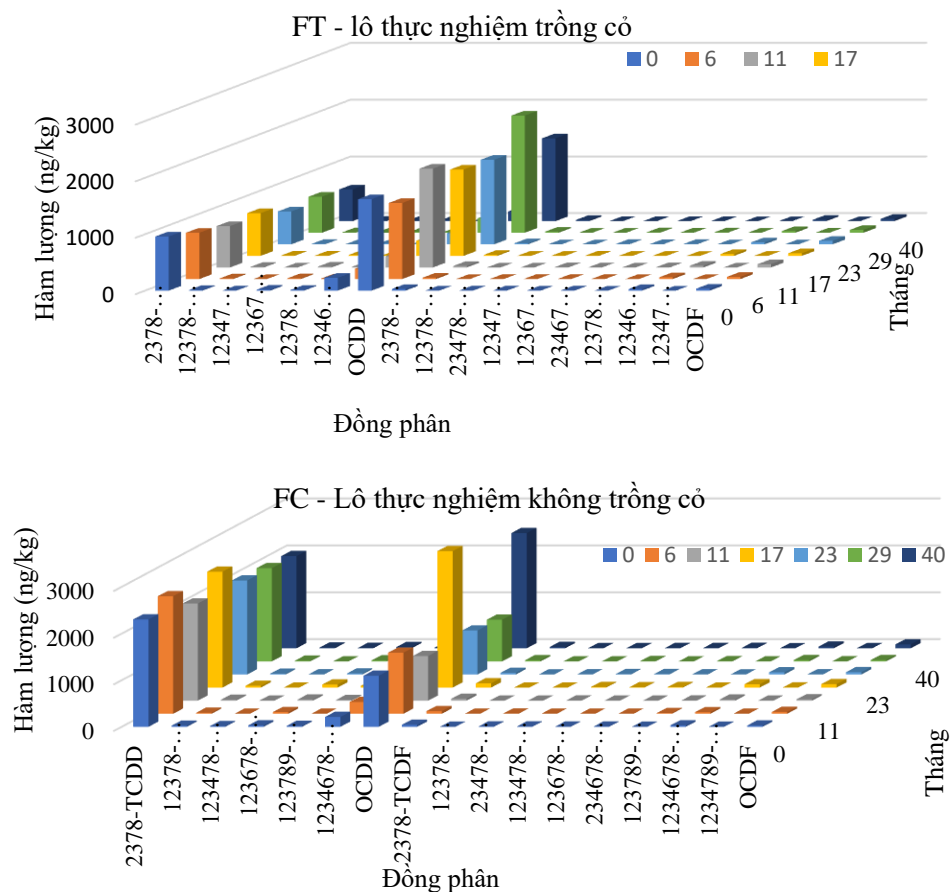 FT - lô thực nghiệm trồng cỏ
0 6 11 17
Hàm lượng (ng/kg)
3000
2000
1000
0
2378-…
12378-…
12347…
12367…
12378…
12346…
OCDD
2378-…
12378-…
23478-…
12347…
12367…
23467…
12378…
12346…
12347…
OCDF
0
6
11
17
23
29
40
Tháng
Đồng phân
FC - Lô thực nghiệm không trồng cỏ
0 6 11 17 23 29 40
Hàm lượng (ng/kg)
3000
2000
1000
0
2378-TCDD
12378-…
123478-…
123678-…
123789-…
1234678-…
OCDD
2378-TCDF
12378-…
23478-…
123478-…
123678-…
234678-…
123789-…
1234678-…
1234789-…
OCDF
0
11
23
40
Tháng
Đồng phân